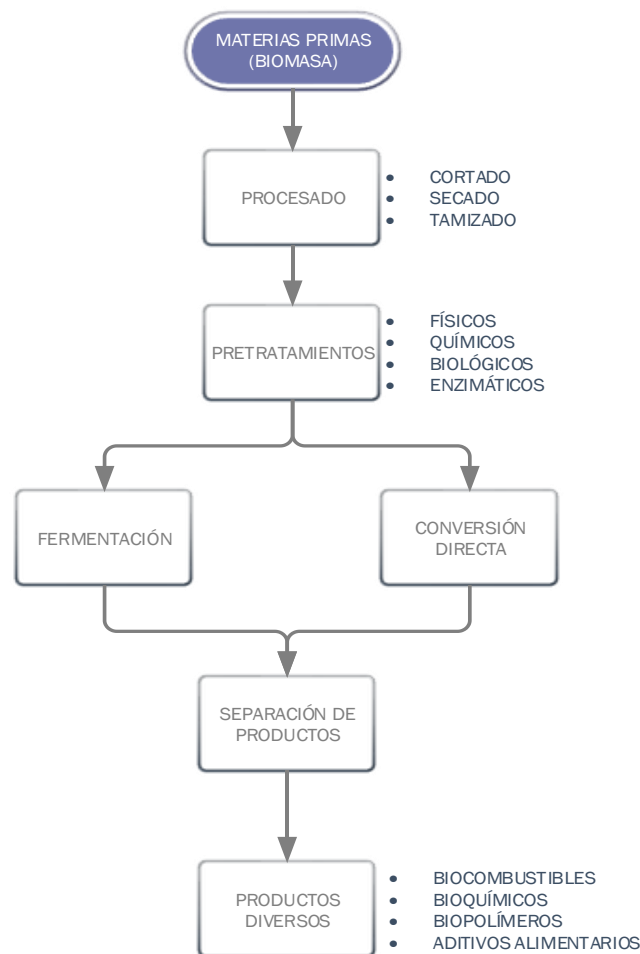 MATERIAS PRIMAS
(BIOMASA)
PROCESADO
• CORTADO
• SECADO
• TAMIZADO
PRETRATAMIENTOS
• FÍSICOS
• QUÍMICOS
• BIOLÓGICOS
• ENZIMÁTICOS
FERMENTACIÓN
CONVERSIÓN
DIRECTA
SEPARACIÓN DE
PRODUCTOS
PRODUCTOS
DIVERSOS
• BIOCOMBUSTIBLES
• BIOQUÍMICOS
• BIOPOLÍMEROS
• ADITIVOS ALIMENTARIOS